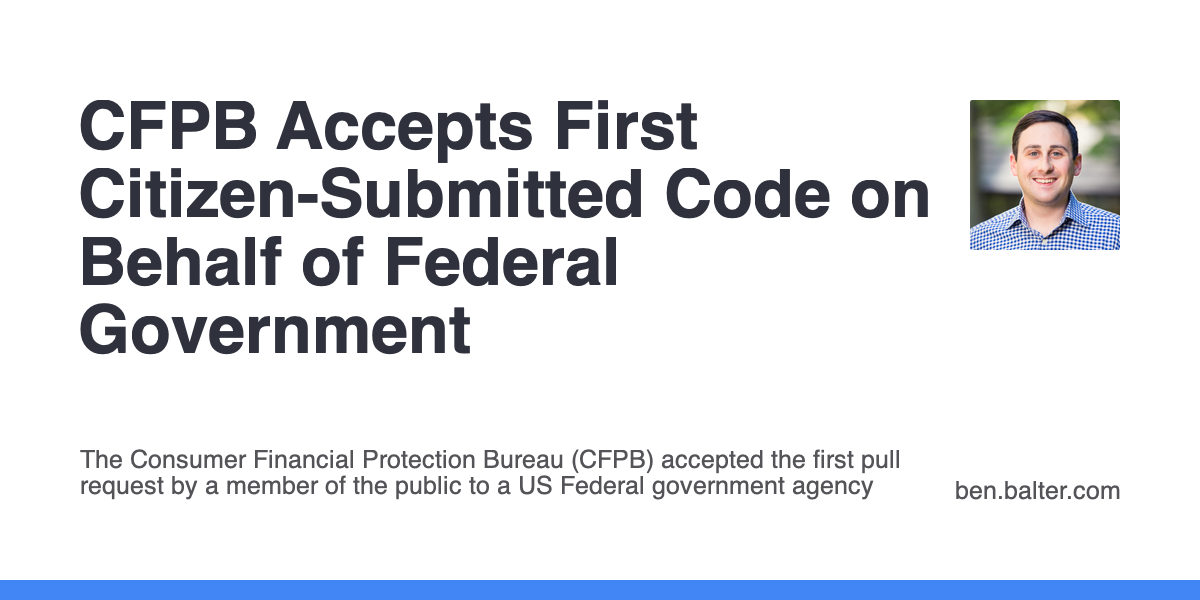 CFPB Accepts First
Citizen-Submitted Code on
Behalf of Federal
Government
The Consumer Financial Protection Bureau (CFPB) accepted the first pull
request by a member of the public to a US Federal government agency
ben.balter.com